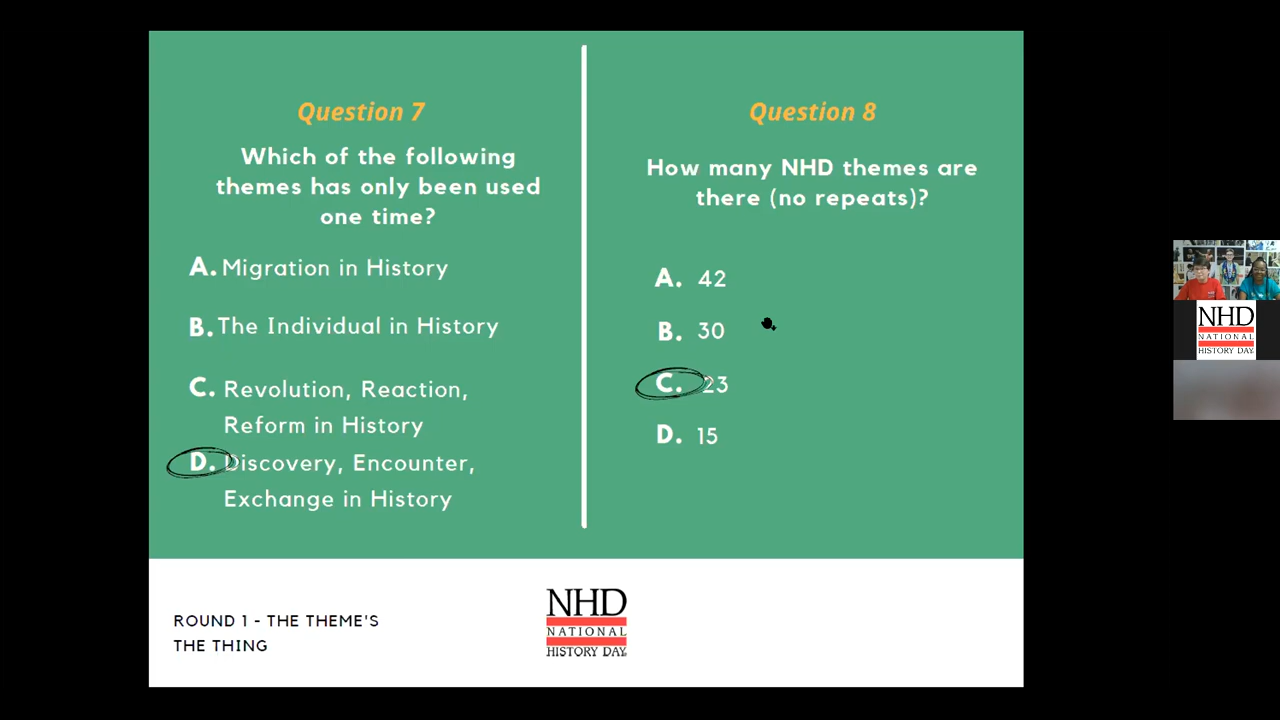 Question 7
Which of the following
themes has only been used
one time?
A. Migration in History
B. The Individual in History
C. Revolution, Reaction,
Reform in History
D. Discovery, Encounter,
Exchange in History
Question 8
How many NHD themes are
there (no repeats)?
A. 42
B. 30
C. 23
D. 15
ROUND 1 - THE THEME'S
THE THING
NHD
NATIONAL
HISTORY DAY
NHD
NATIONAL
HISTORY DAY